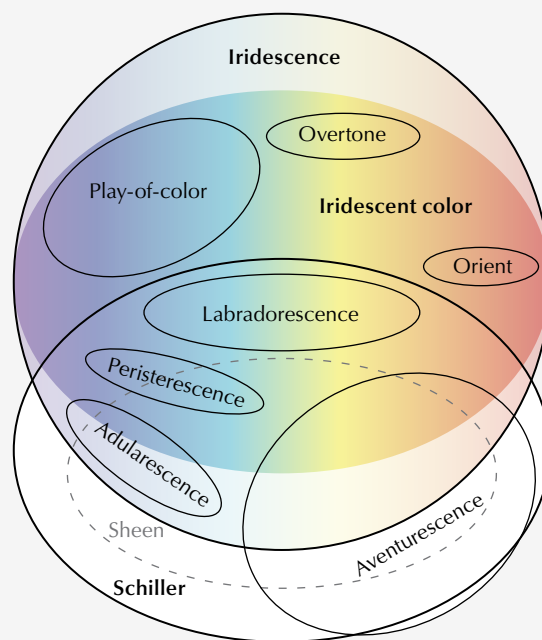 Iridescence
Overtone
Play-of-color
Iridescent color
Orient
Labradorescence
Peristerescence
Adularescence
Sheen
Aventurescence
Schiller